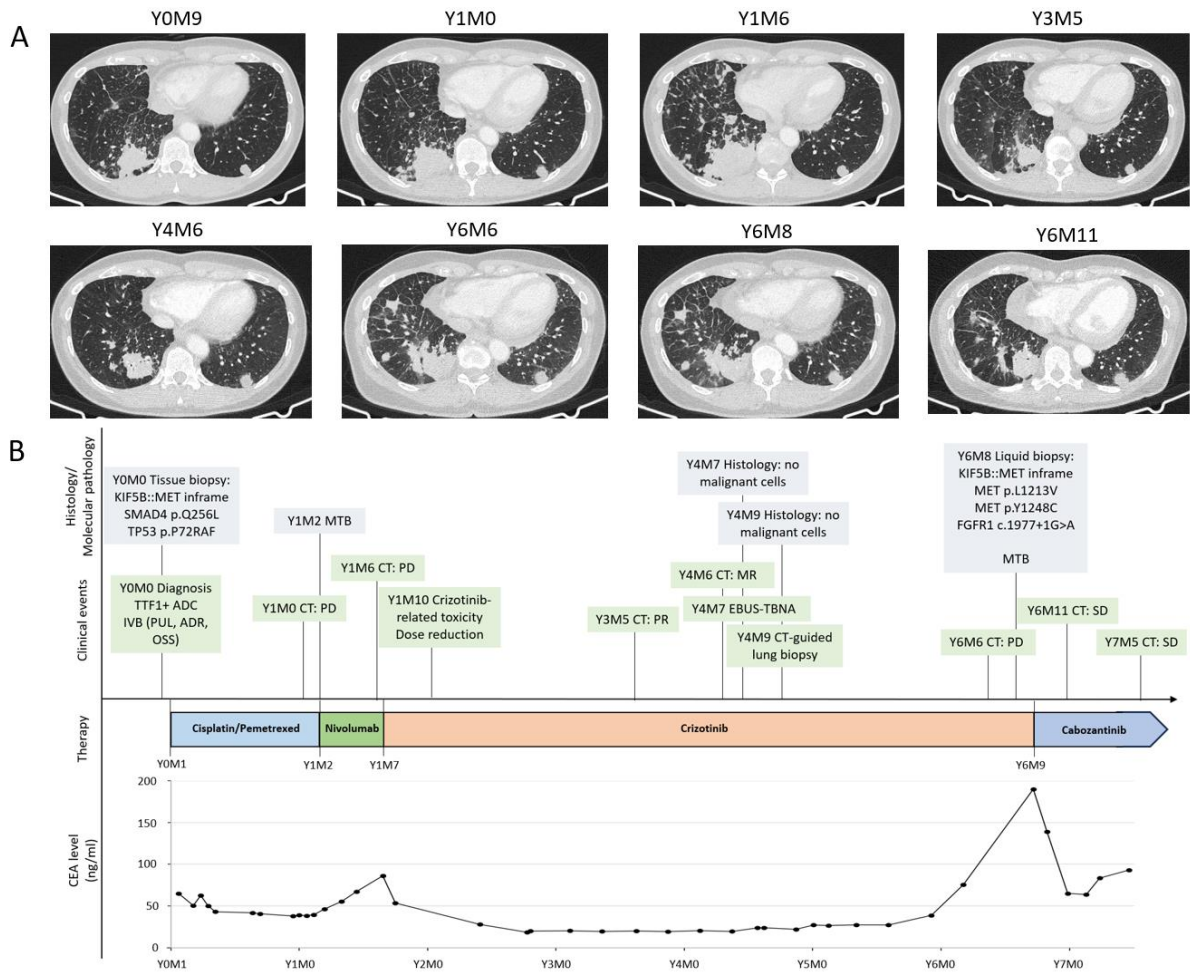 A
Y0M9
Y1M0
Y1M6
Y3M5
Y4M6
Y6M6
Y6M8
Y6M11
B
Histology/
Molecular pathology
Y0M0 Tissue biopsy:
KIF5B::MET inframe
SMAD4 p.Q256L
TP53 p.P72RAF
Y1M2 MTB
Y4M7 Histology: no
malignant cells
Y4M9 Histology: no
malignant cells
Y6M8 Liquid biopsy:
KIF5B::MET inframe
MET p.L1213V
MET p.Y1248C
FGFR1 c.1977+1G>A
MTB
Clinical events
Y0M0 Diagnosis
TTF1+ ADC
IVB (PUL, ADR,
OSS)
Y1M0 CT: PD
Y1M6 CT: PD
Y1M10 Crizotinib-
related toxicity
Dose reduction
Y3M5 CT: PR
Y4M6 CT: MR
Y4M7 EBUS-TBNA
Y4M9 CT-guided
lung biopsy
Y6M6 CT: PD
Y6M11 CT: SD
Y7M5 CT: SD
Therapy
Cisplatin/Pemetrexed
Nivolumab
Crizotinib
Cabozantinib
Y0M1
Y1M2
Y1M7
Y6M9
CEA level
(ng/ml)
200
150
100
50
0
Y0M1
Y1M0
Y2M0
Y3M0
Y4M0
Y5M0
Y6M0
Y7M0